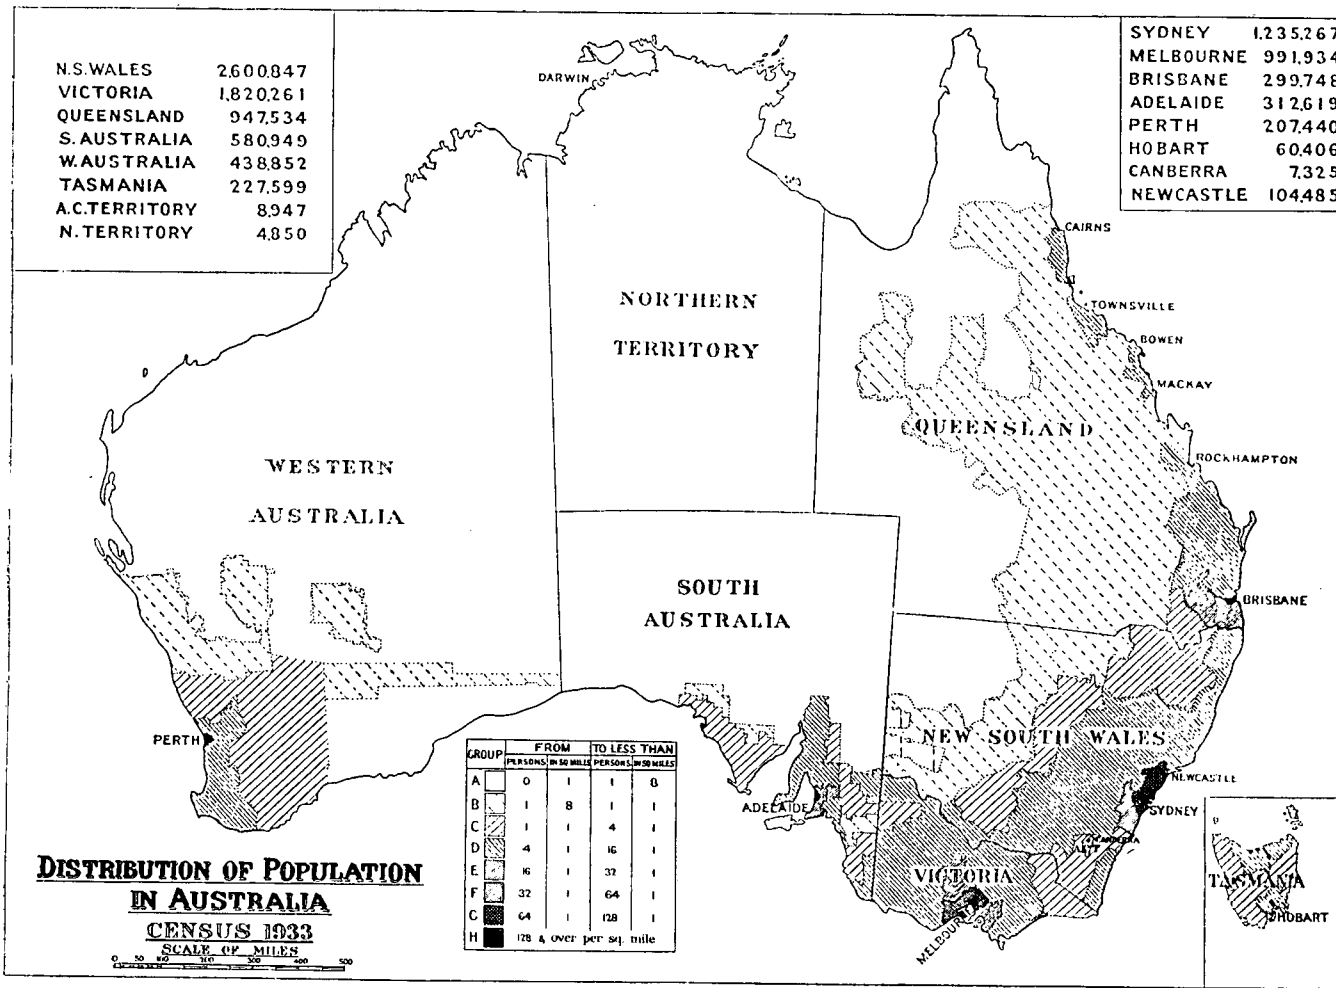 N.S.WALES 2,600,847
VICTORIA 1,820,261
QUEENSLAND 947,534
S. AUSTRALIA 580,949
W. AUSTRALIA 438,852
TASMANIA 227,599
A.C.TERRITORY 8,947
N. TERRITORY 4,850
SYDNEY 1,235,267
MELBOURNE 991,934
BRISBANE 299,748
ADELAIDE 312,619
PERTH 207,440
HOBART 60,406
CANBERRA 7,325
NEWCASTLE 104,485
DARWIN
CAIRNS
NORTHERN
TERRITORY
TOWNSVILLE
BOWEN
MACKAY
QUEENSLAND
ROCKHAMPTON
WESTERN
AUSTRALIA
SOUTH
AUSTRALIA
BRISBANE
PERTH
NEW SOUTH WALES
NEWCASTLE
SYDNEY
ADELAIDE
CANBERRA
VICTORIA
MELBOURNE
TASMANIA
HOBART
GROUP FROM TO LESS THAN
PERSONS IN SQ MILES PERSONS IN SQ MILES
A 0 1 1 8
B 1 8 1 1
C 1 1 4 1
D 4 1 16 1
E 16 1 32 1
F 32 1 64 1
G 64 1 128 1
H 128 & over per sq. mile
DISTRIBUTION OF POPULATION
IN AUSTRALIA
CENSUS 1933
SCALE OF MILES
0 50 100 200 300 400 500